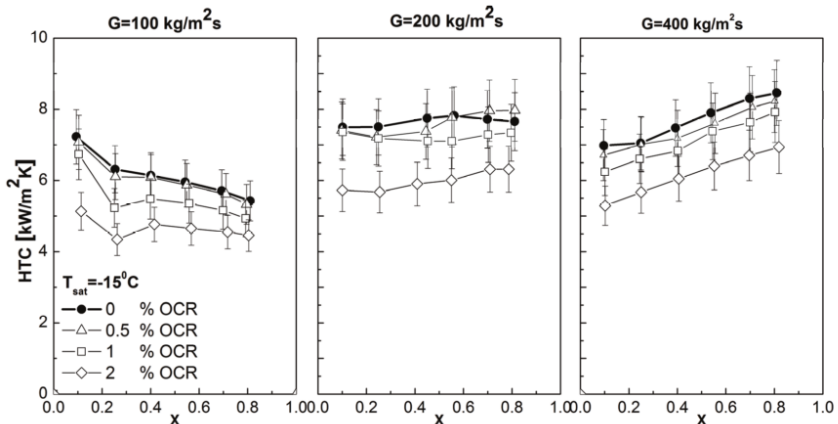 G=100 kg/m²s
G=200 kg/m²s
G=400 kg/m²s
HTC [kW/m²K]
10
8
6
4
2
0
T_sat=-15⁰C
0 % OCR
0.5 % OCR
1 % OCR
2 % OCR
0.0 0.2 0.4 0.6 0.8 1.0
x
0.0 0.2 0.4 0.6 0.8 1.0
x
0.0 0.2 0.4 0.6 0.8 1.0
x